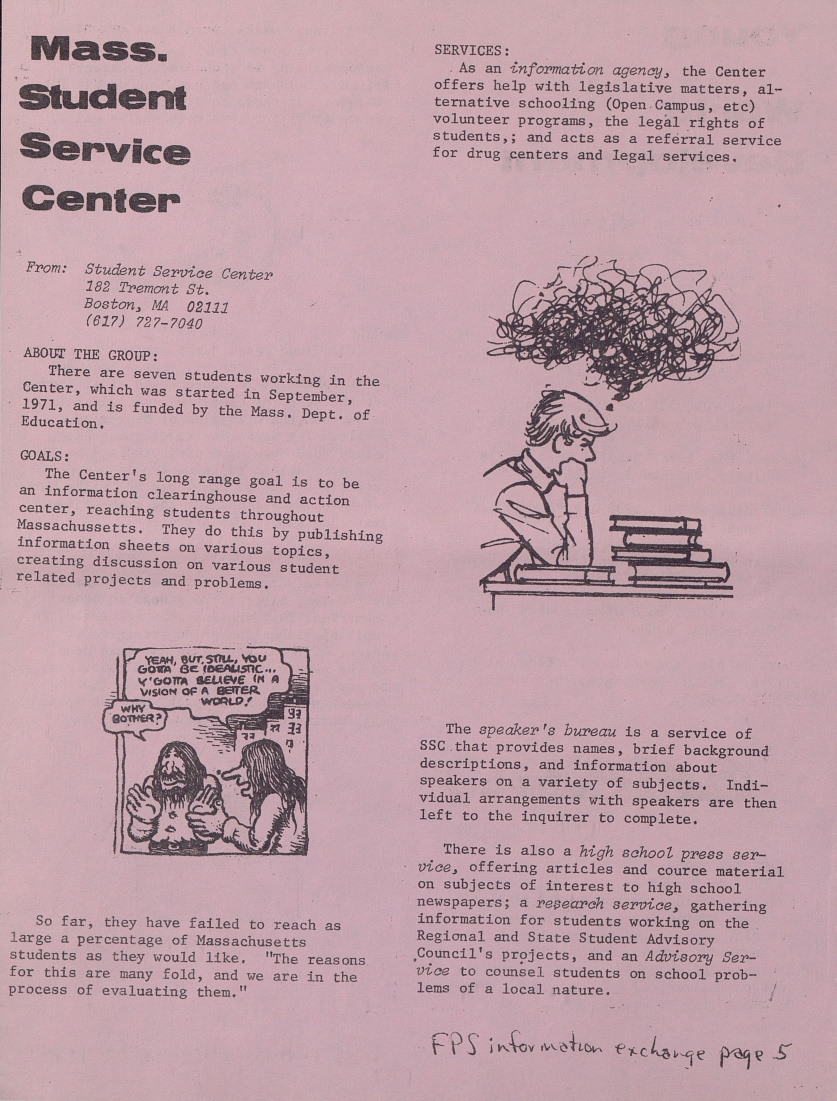 Mass.
Student
Service
Center
From: Student Service Center
182 Tremont St.
Boston, MA 02111
(617) 727-7040
ABOUT THE GROUP:
There are seven students working in the
Center, which was started in September,
1971, and is funded by the Mass. Dept. of
Education.
GOALS:
The Center's long range goal is to be
an information clearinghouse and action
center, reaching students throughout
Massachussetts. They do this by publishing
information sheets on various topics,
creating discussion on various student
related projects and problems.
YEAH, BUT STILL, YOU
GOTTA BE IDEALISTIC...
Y'GOTTA BELIEVE IN A
VISION OF A BETTER
WORLD!
WHY
BOTHER?
So far, they have failed to reach as
large a percentage of Massachusetts
students as they would like. "The reasons
for this are many fold, and we are in the
process of evaluating them."
SERVICES:
As an information agency, the Center
offers help with legislative matters, al-
ternative schooling (Open Campus, etc)
volunteer programs, the legal rights of
students,; and acts as a referral service
for drug centers and legal services.
The speaker's bureau is a service of
SSC that provides names, brief background
descriptions, and information about
speakers on a variety of subjects. Indi-
vidual arrangements with speakers are then
left to the inquirer to complete.
There is also a high school press ser-
vice, offering articles and cource material
on subjects of interest to high school
newspapers; a research service, gathering
information for students working on the
Regional and State Student Advisory
Council's projects, and an Advisory Ser-
vice to counsel students on school prob-
lems of a local nature.
FPS information exchange page 5